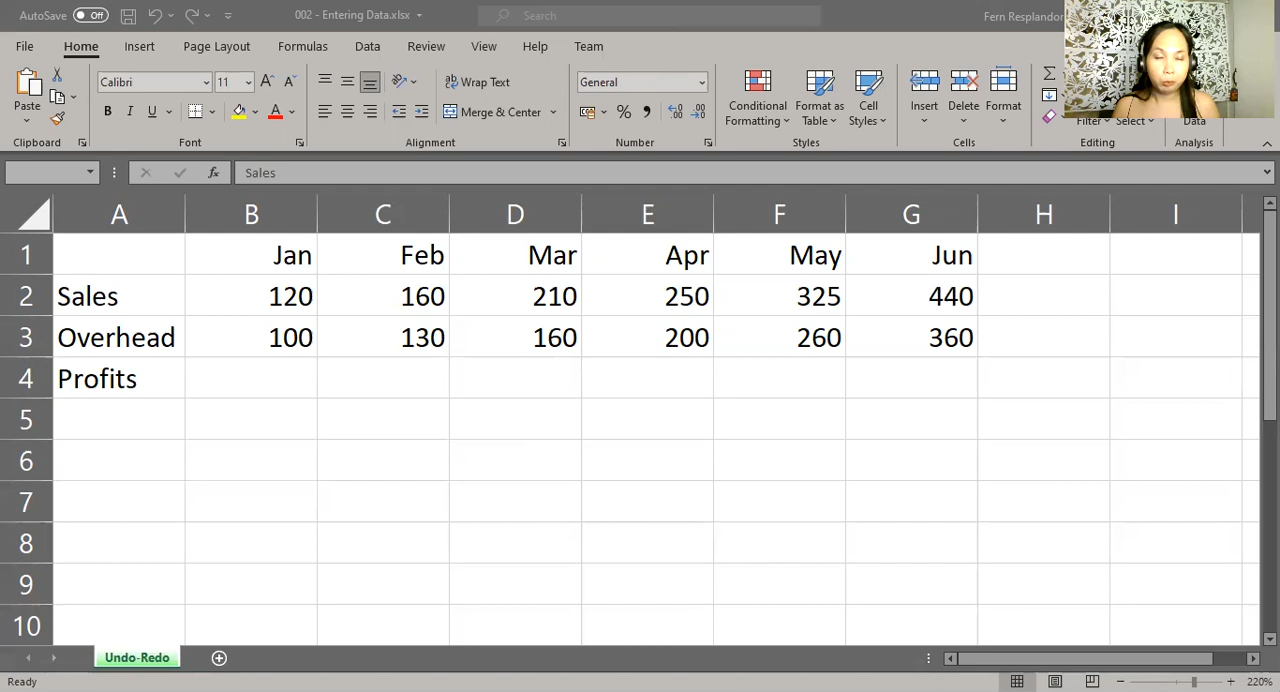 AutoSave Off 002 - Entering Data.xlsx Search Fern Resplandor
File Home Insert Page Layout Formulas Data Review View Help Team
Paste Calibri 11 A A Wrap Text General Conditional Format as Cell Insert Delete Format
B I U A Merge & Center % , Formatting Table Styles Filter Select Data
Clipboard Font Alignment Number Styles Cells Editing Analysis
fx Sales
A B C D E F G H I
1 Jan Feb Mar Apr May Jun
2 Sales 120 160 210 250 325 440
3 Overhead 100 130 160 200 260 360
4 Profits
5
6
7
8
9
10
Undo-Redo
Ready 220%